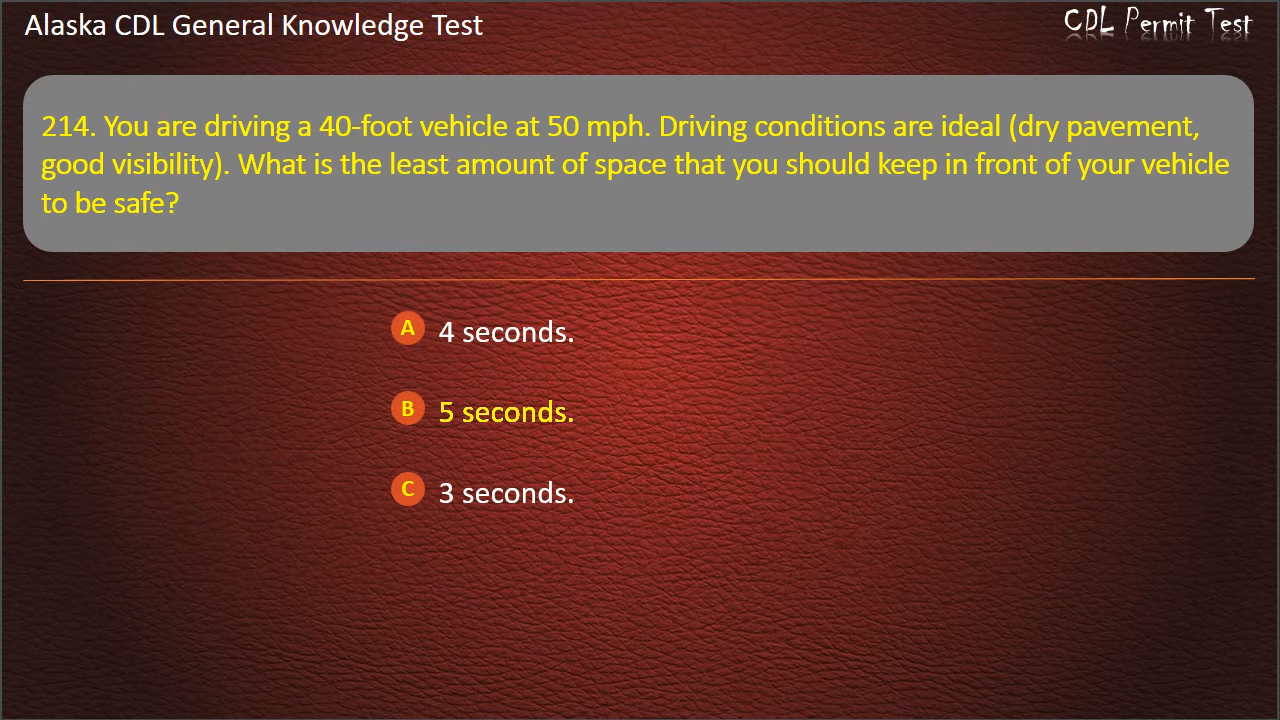 Alaska CDL General Knowledge Test
CDL Permit Test
214. You are driving a 40-foot vehicle at 50 mph. Driving conditions are ideal (dry pavement,
good visibility). What is the least amount of space that you should keep in front of your vehicle
to be safe?
A 4 seconds.
B 5 seconds.
C 3 seconds.